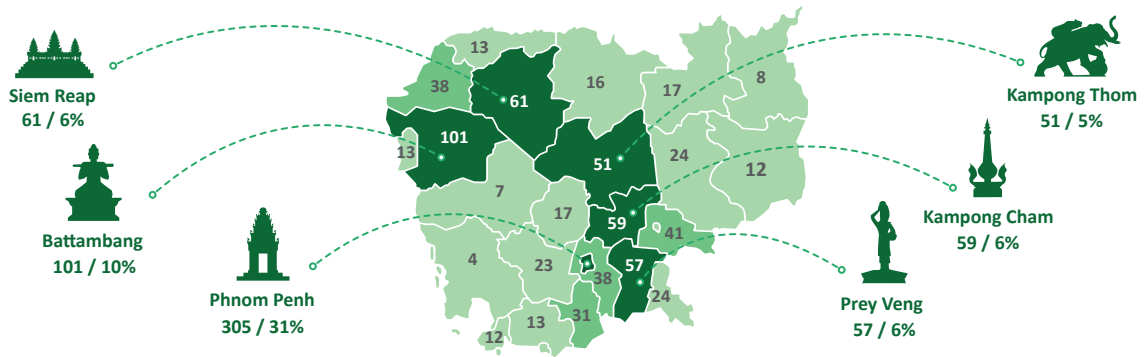 Siem Reap
61 / 6%
Battambang
101 / 10%
Phnom Penh
305 / 31%
13
38
61
16
17
8
101
13
51
24
12
7
17
59
41
4
23
38
57
24
12
13
31
Kampong Thom
51 / 5%
Kampong Cham
59 / 6%
Prey Veng
57 / 6%